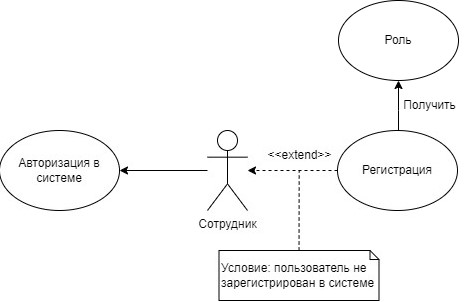 Роль
Получить
Авторизация в
системе
<<extend>>
Регистрация
Сотрудник
Условие: пользователь не
зарегистрирован в системе